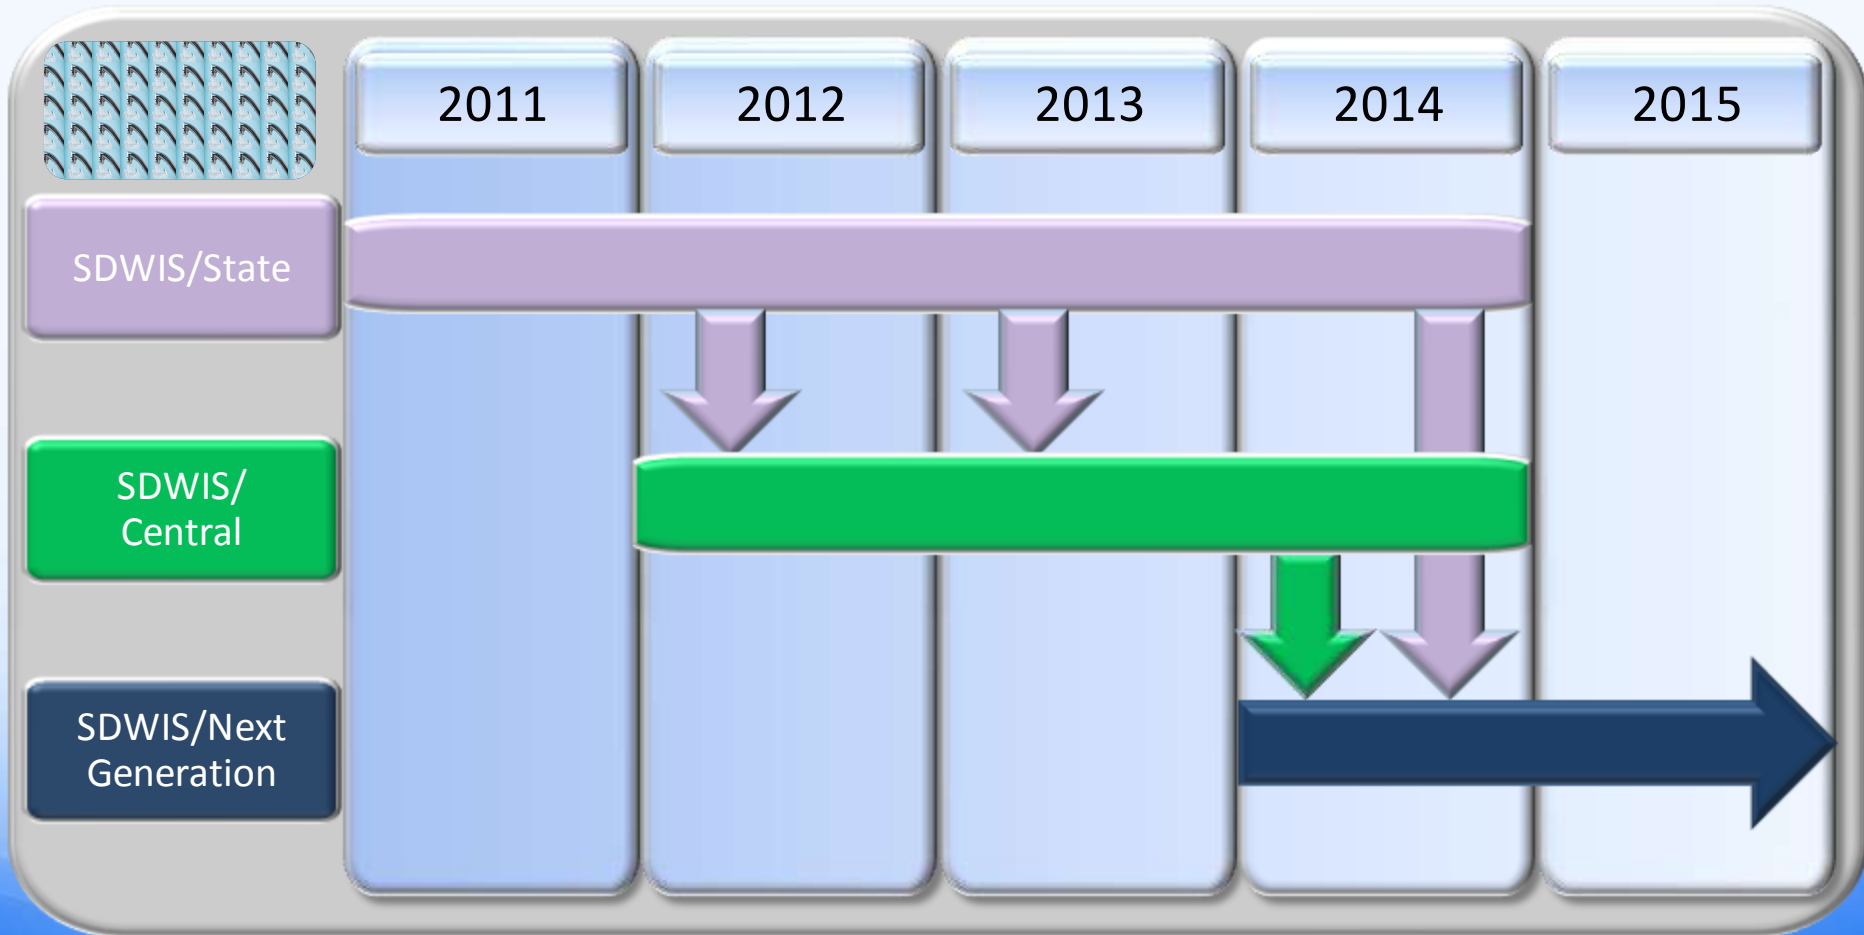 2011
2012
2013
2014
2015
SDWIS/State
SDWIS/
Central
SDWIS/Next
Generation